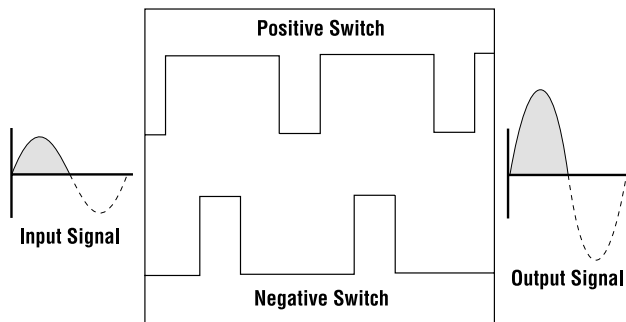 Positive Switch
Input Signal
Output Signal
Negative Switch